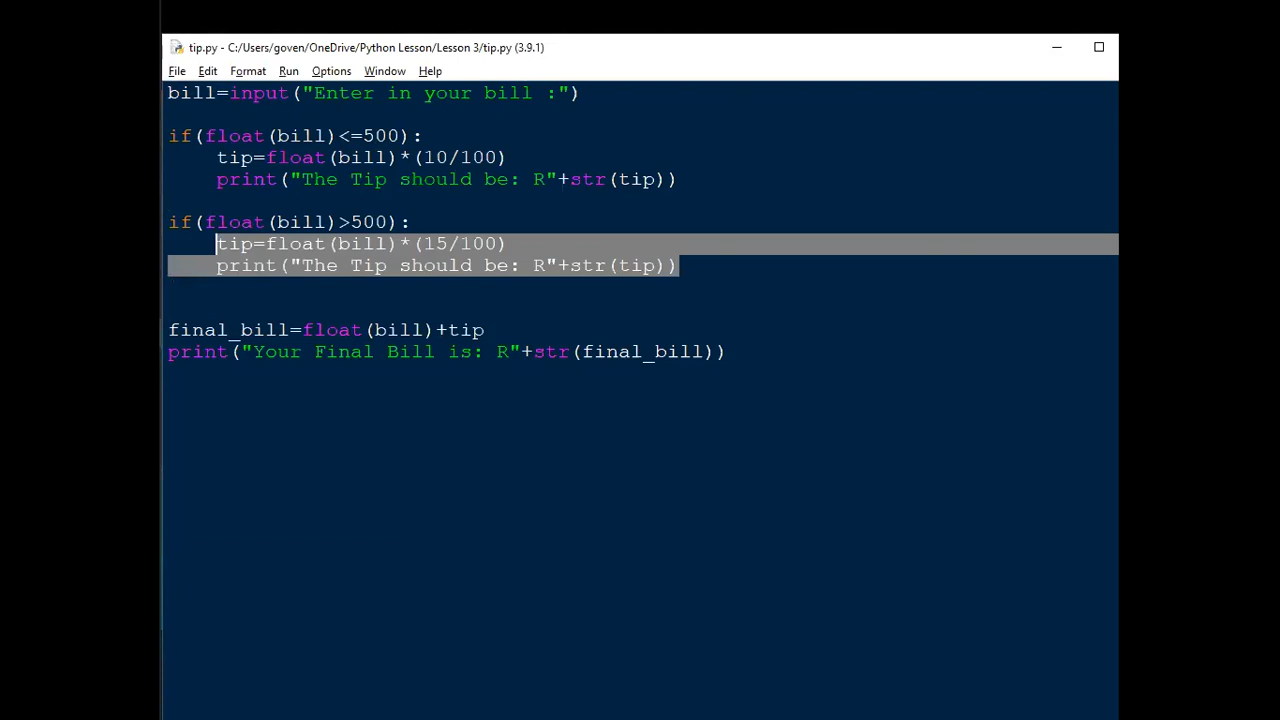 tip.py - C:/Users/goven/OneDrive/Python Lesson/Lesson 3/tip.py (3.9.1)
File Edit Format Run Options Window Help
bill=input("Enter in your bill :")
if(float(bill)<=500):
    tip=float(bill)*(10/100)
    print("The Tip should be: R"+str(tip))
if(float(bill)>500):
    tip=float(bill)*(15/100)
    print("The Tip should be: R"+str(tip))
final_bill=float(bill)+tip
print("Your Final Bill is: R"+str(final_bill))